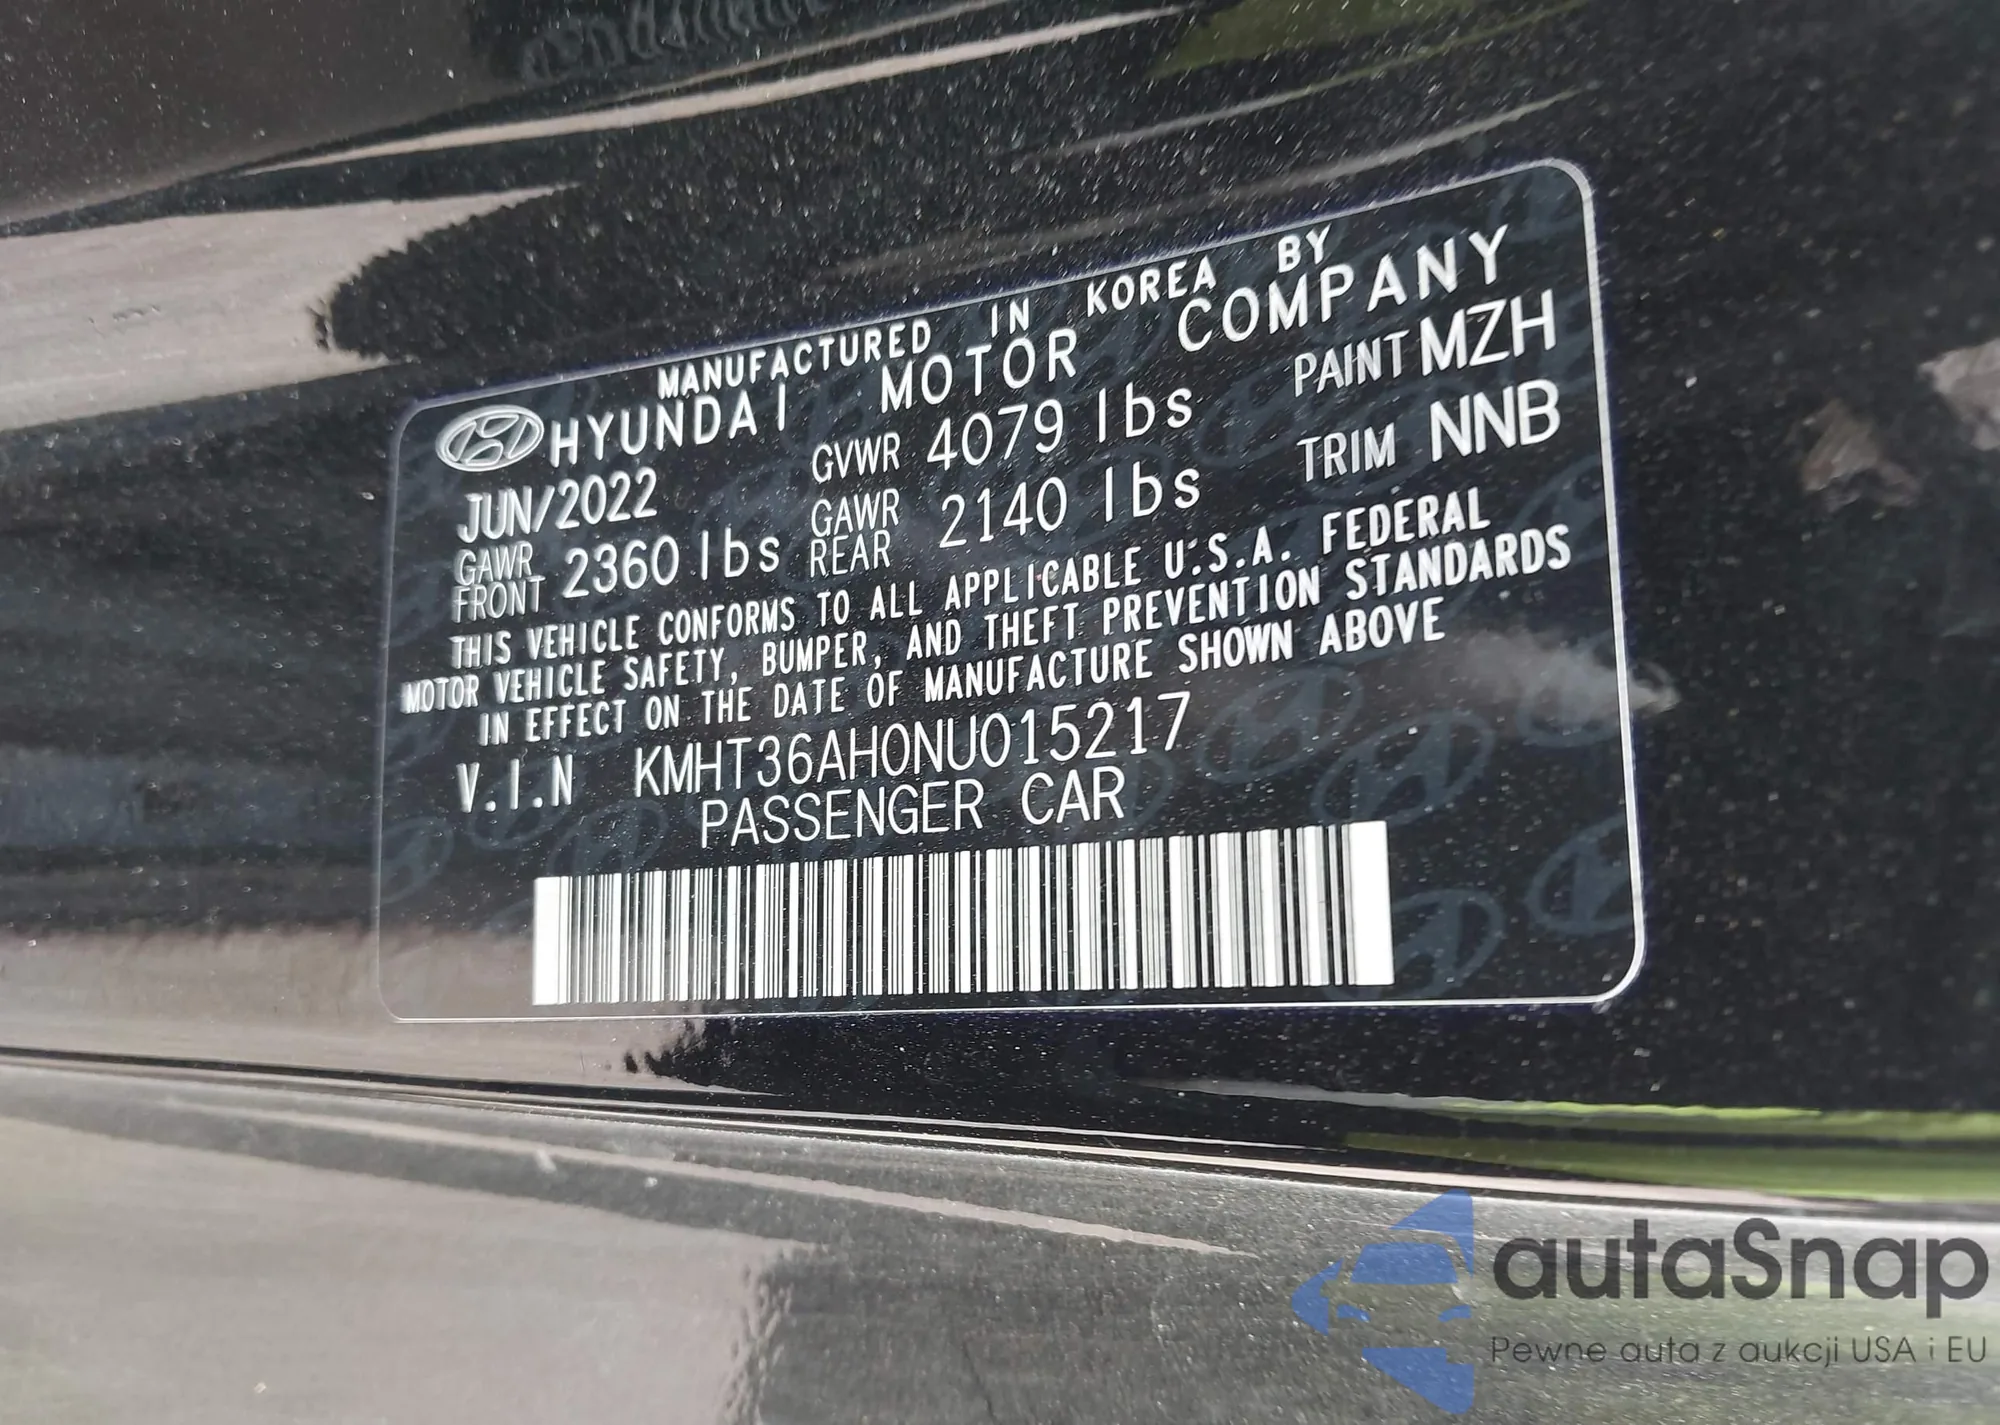 MANUFACTURED IN KOREA BY
HYUNDAI MOTOR COMPANY
JUN/2022 GVWR 4079 lbs PAINT MZH
GAWR FRONT 2360 lbs GAWR REAR 2140 lbs TRIM NNB
THIS VEHICLE CONFORMS TO ALL APPLICABLE U.S.A. FEDERAL
MOTOR VEHICLE SAFETY, BUMPER, AND THEFT PREVENTION STANDARDS
IN EFFECT ON THE DATE OF MANUFACTURE SHOWN ABOVE
V.I.N KMHT36AH0NU015217
PASSENGER CAR
autaSnap
Pewne auta z aukcji USA i EU